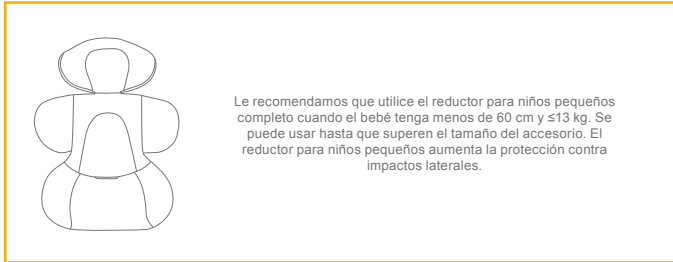 Le recomendamos que utilice el reductor para niños pequeños
completo cuando el bebé tenga menos de 60 cm y ≤13 kg. Se
puede usar hasta que superen el tamaño del accesorio. El
reductor para niños pequeños aumenta la protección contra
impactos laterales.